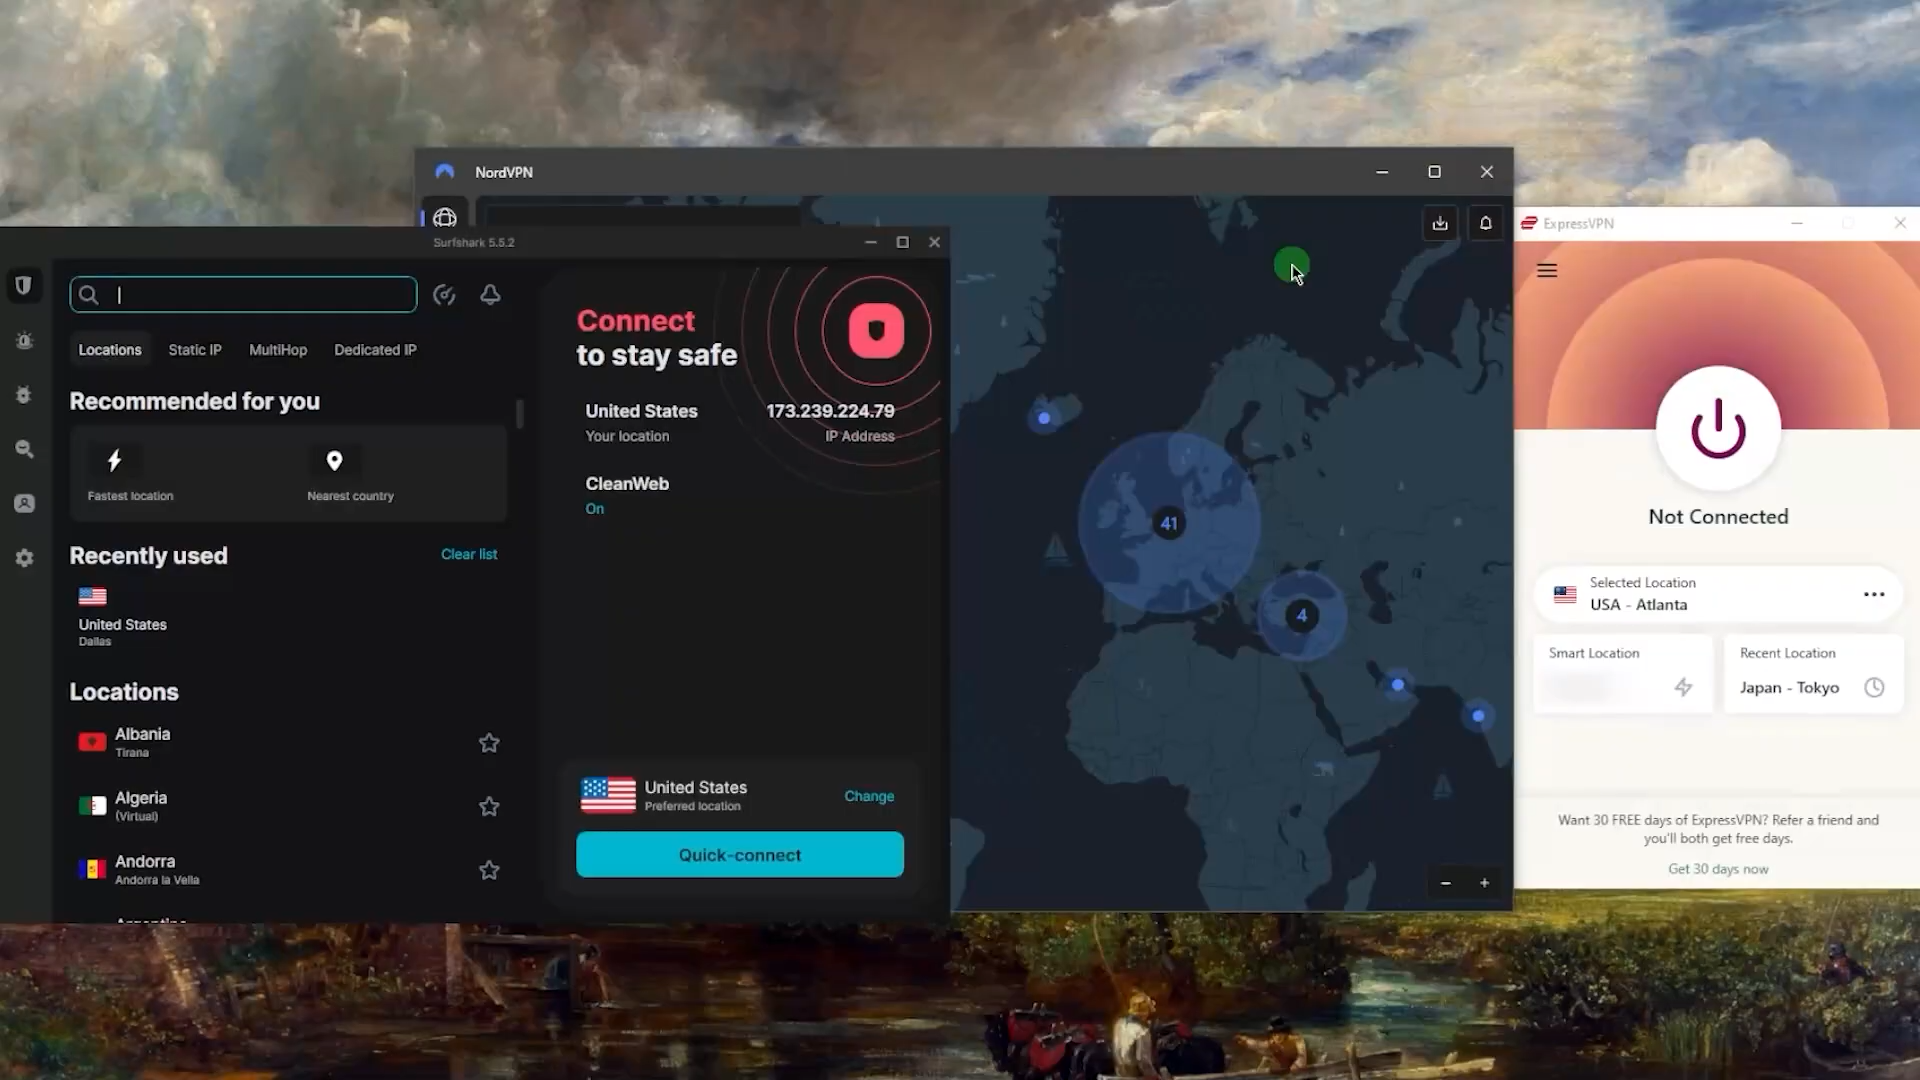 NordVPN
Surfshark 5.5.2
Locations
Static IP
MultiHop
Dedicated IP
Recommended for you
Fastest location
Nearest country
Recently used
Clear list
United States
Dallas
Locations
Albania
Tirana
Algeria
(Virtual)
Andorra
Andorra la Vella
Connect
to stay safe
United States
173.239.224.79
Your location
IP Address
CleanWeb
On
United States
Preferred location
Change
Quick-connect
41
4
ExpressVPN
Not Connected
Selected Location
USA - Atlanta
Smart Location
Recent Location
Japan - Tokyo
Want 30 FREE days of ExpressVPN? Refer a friend and
you'll both get free days.
Get 30 days now